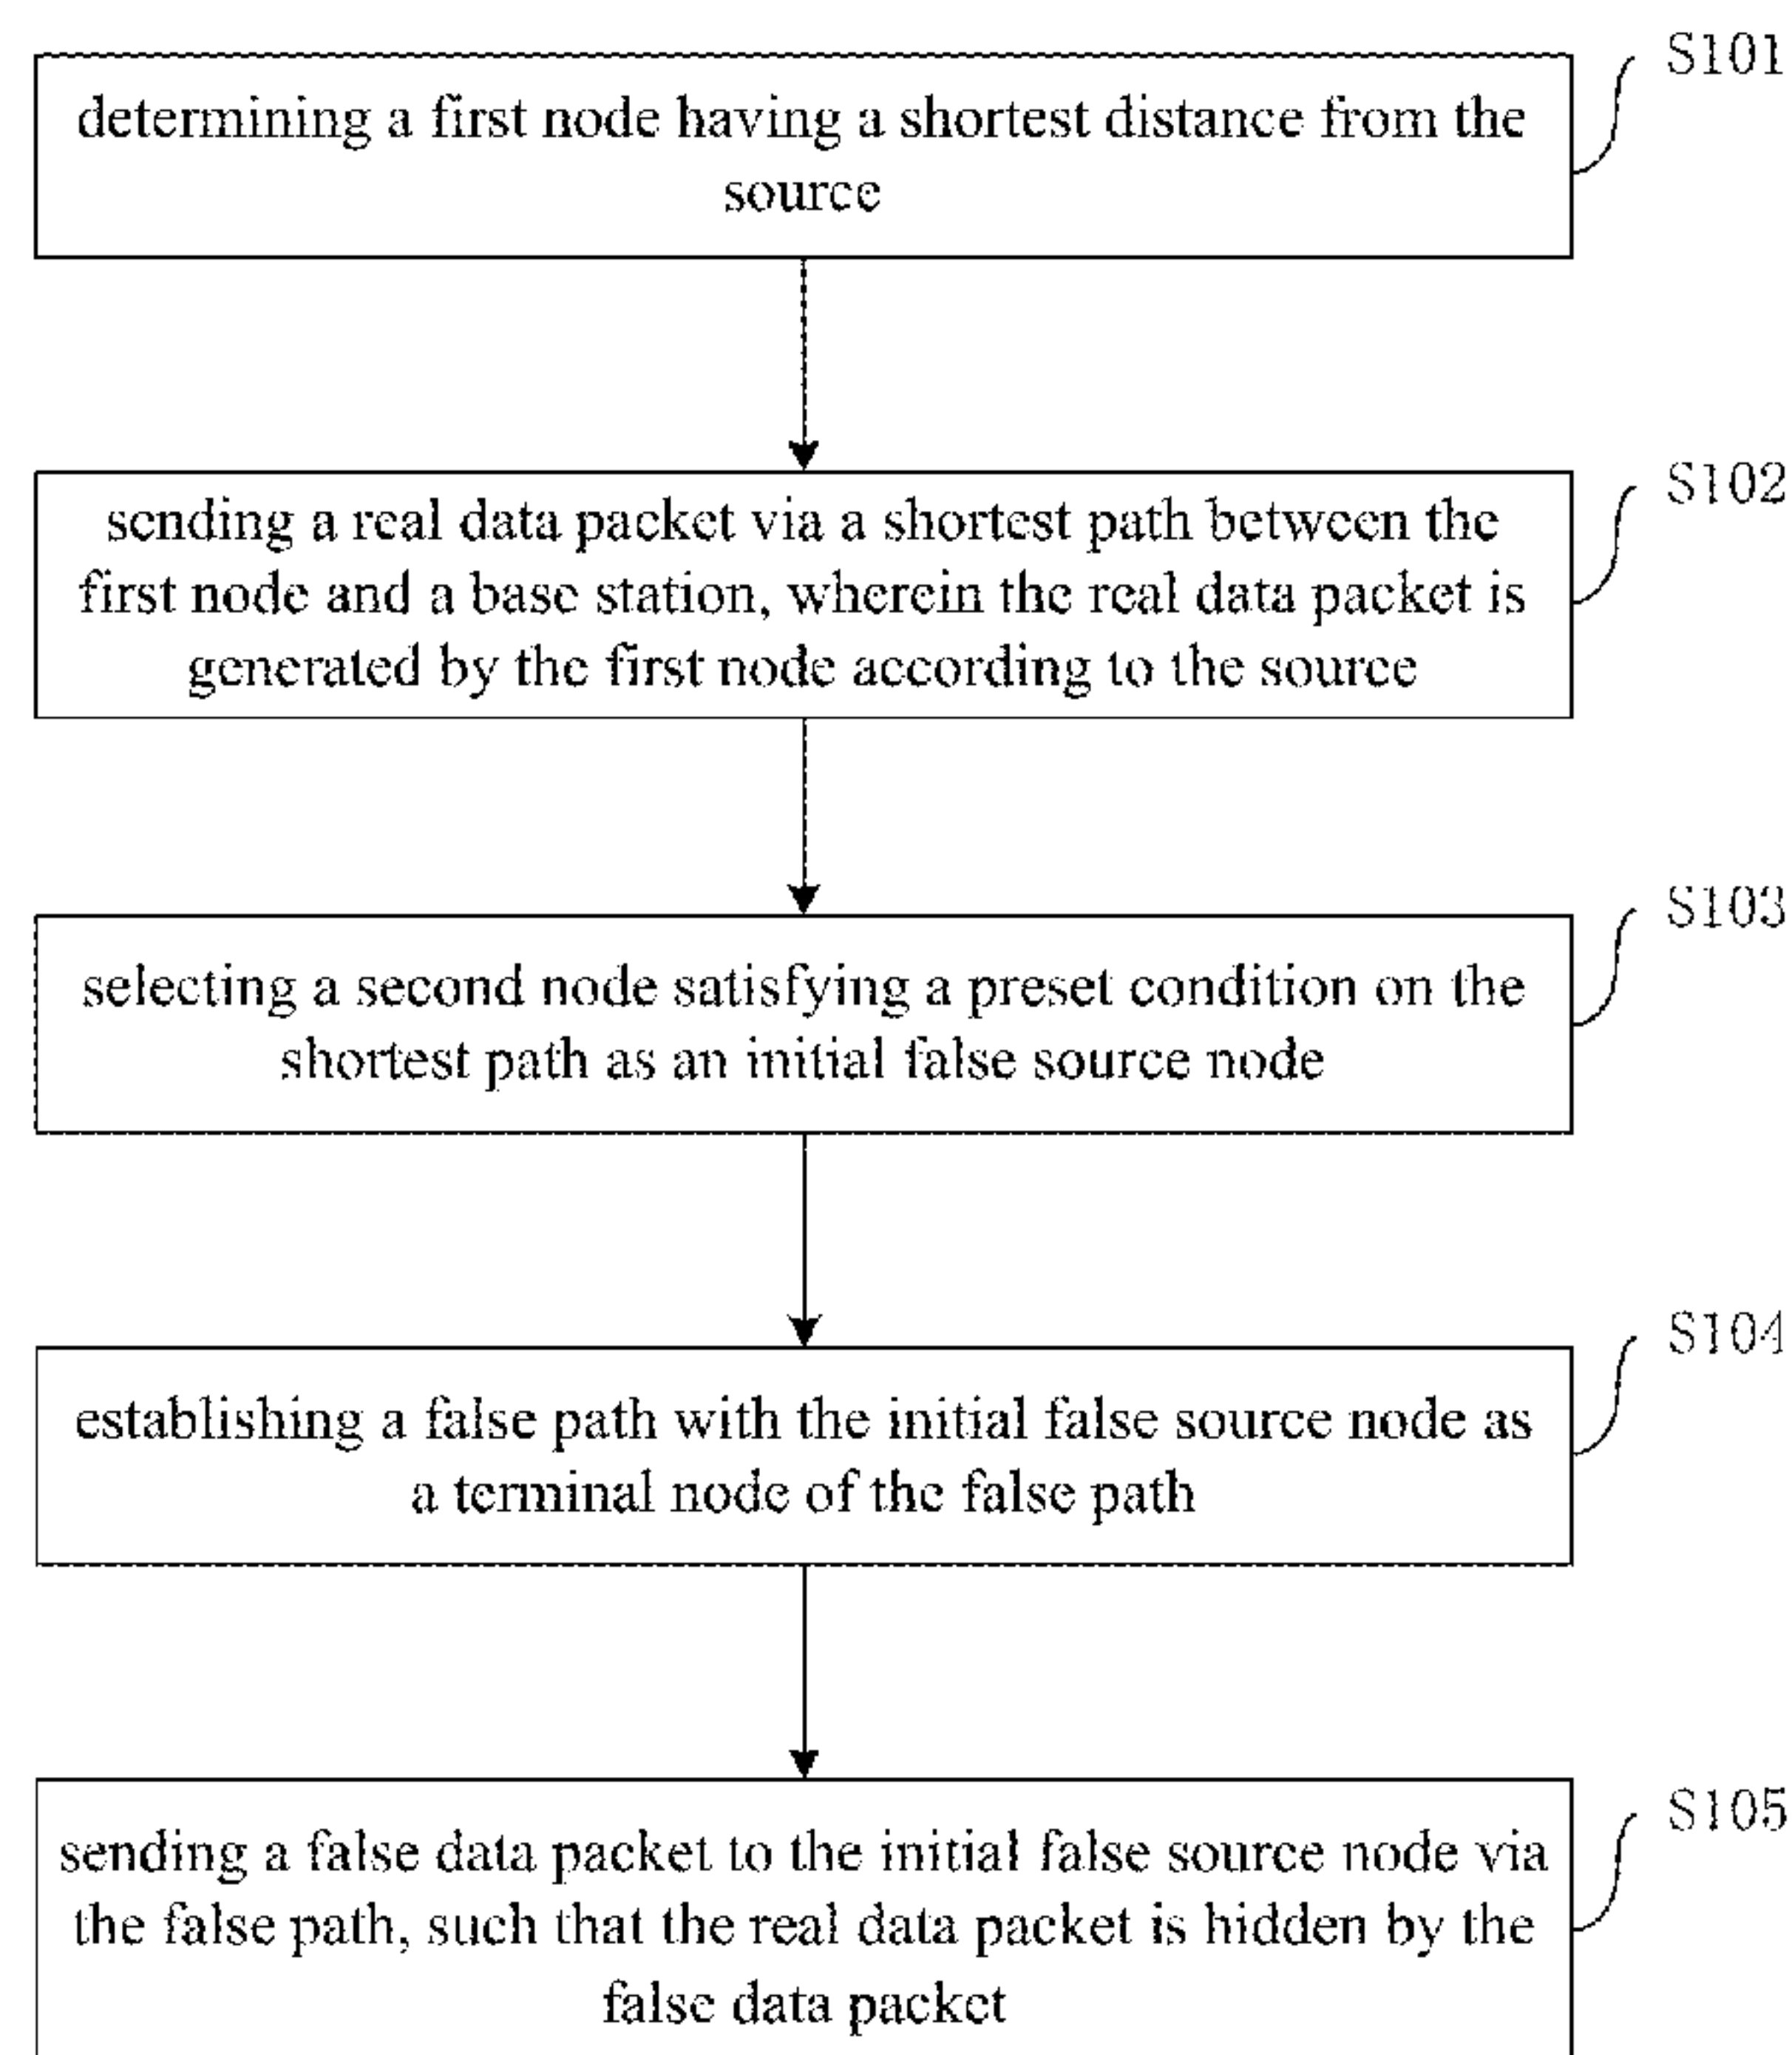 S101
determining a first node having a shortest distance from the
source
S102
sending a real data packet via a shortest path between the
first node and a base station, wherein the real data packet is
generated by the first node according to the source
S103
selecting a second node satisfying a preset condition on the
shortest path as an initial false source node
S104
establishing a false path with the initial false source node as
a terminal node of the false path
S105
sending a false data packet to the initial false source node via
the false path, such that the real data packet is hidden by the
false data packet